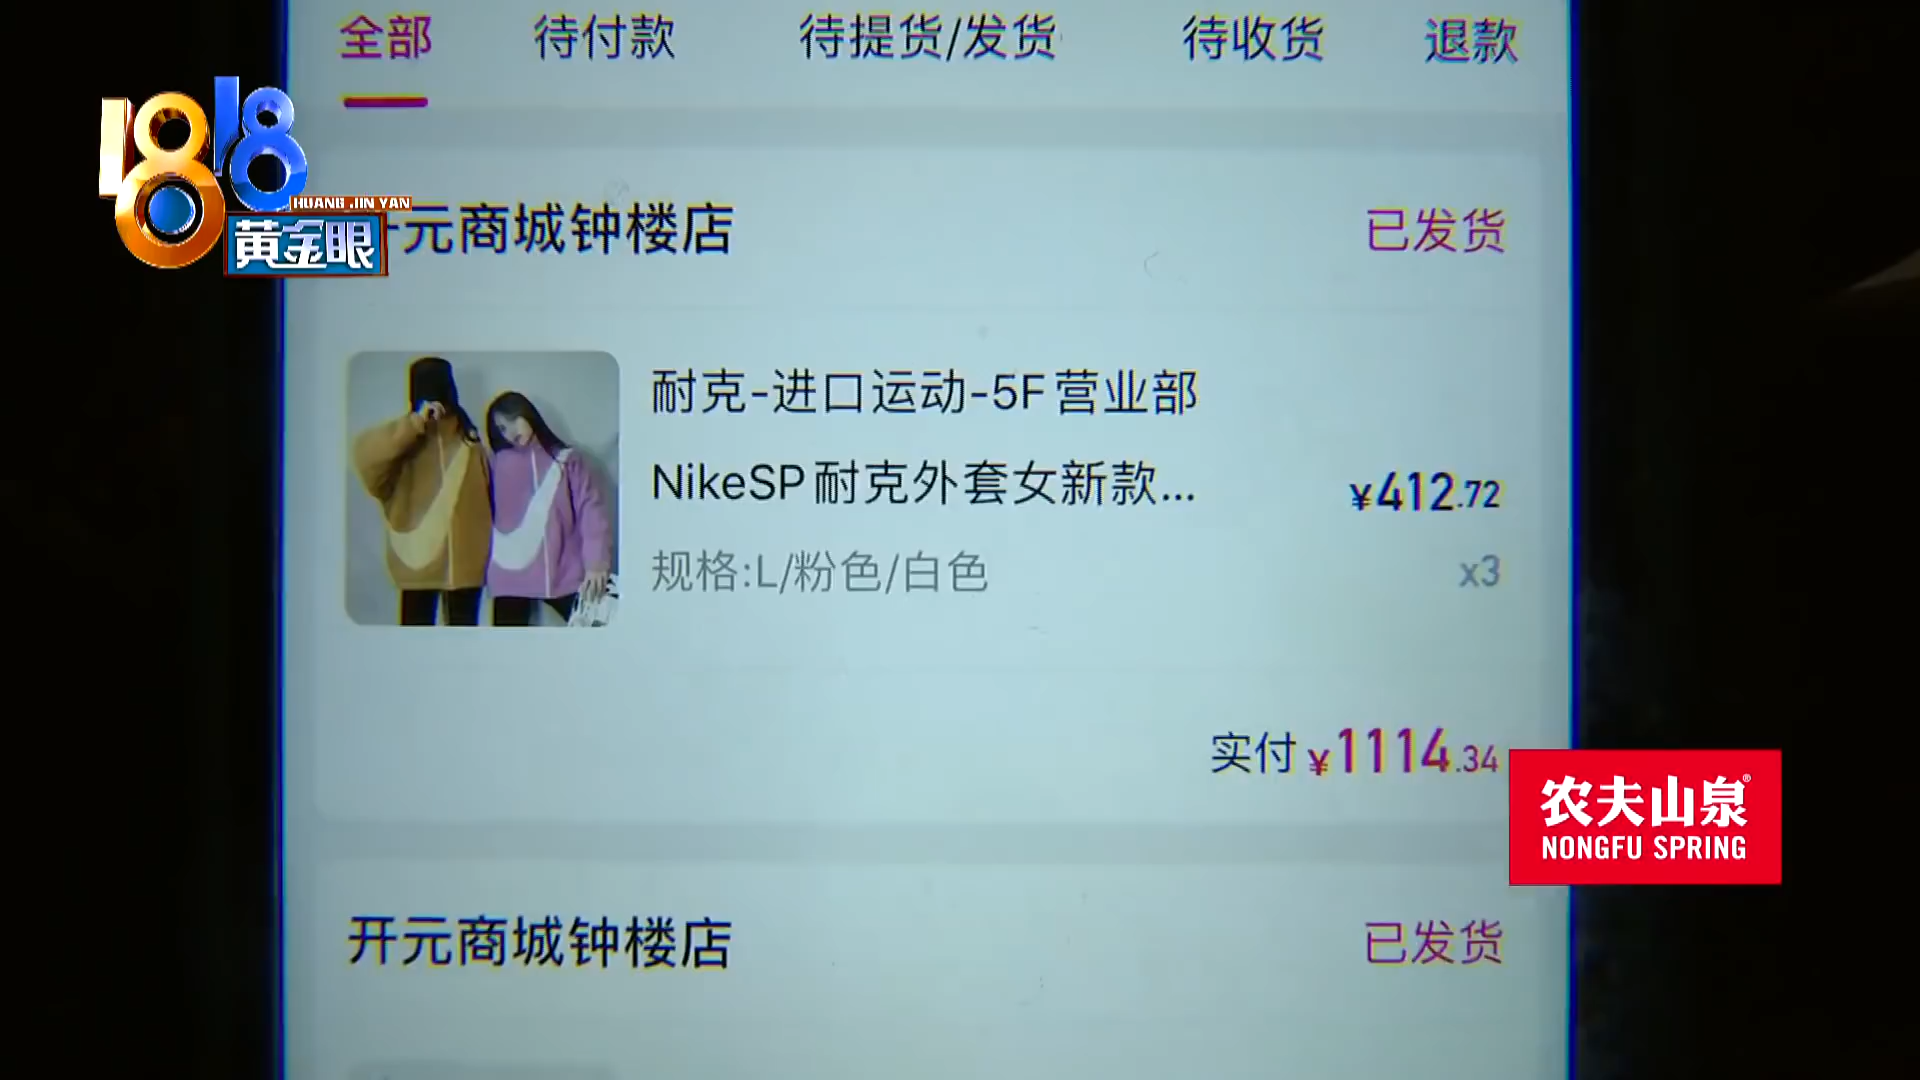 全部 待付款 待提货/发货 待收货 退款
1818
HUANG JIN YAN
黄金眼
开元商城钟楼店 已发货
耐克-进口运动-5F营业部
NikeSP耐克外套女新款... ¥412.72
规格:L/粉色/白色 x3
实付 ¥1114.34
农夫山泉®
NONGFU SPRING
开元商城钟楼店 已发货